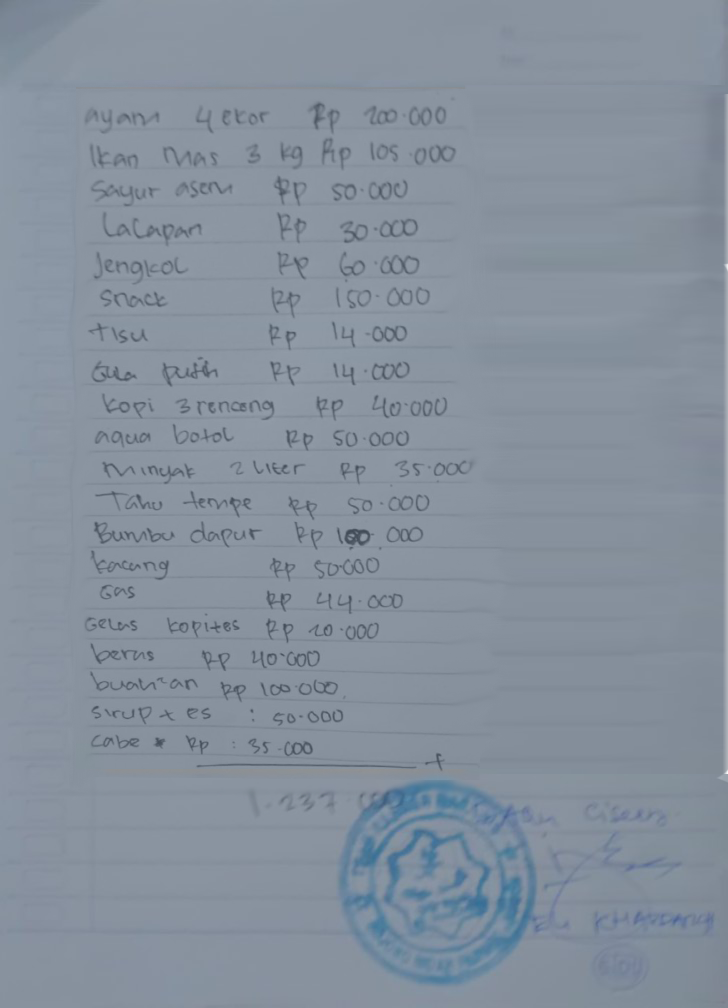 ayam 4 ekor Rp 200.000
Ikan Mas 3 kg Rp 105.000
Sayur asem Rp 50.000
Lalapan Rp 30.000
Jengkol Rp 60.000
Snack Rp 150.000
tisu Rp 14.000
Gula putih Rp 14.000
kopi 3 renceng Rp 40.000
aqua botol Rp 50.000
Minyak 2 liter Rp 35.000
Tahu tempe Rp 50.000
Bumbu dapur Rp 100.000
kacang Rp 50.000
Gas Rp 44.000
Gelas kopi+es Rp 20.000
beras Rp 40.000
buah²an Rp 100.000
sirup + es : 50.000
cabe Rp : 35.000
+
1.237.000